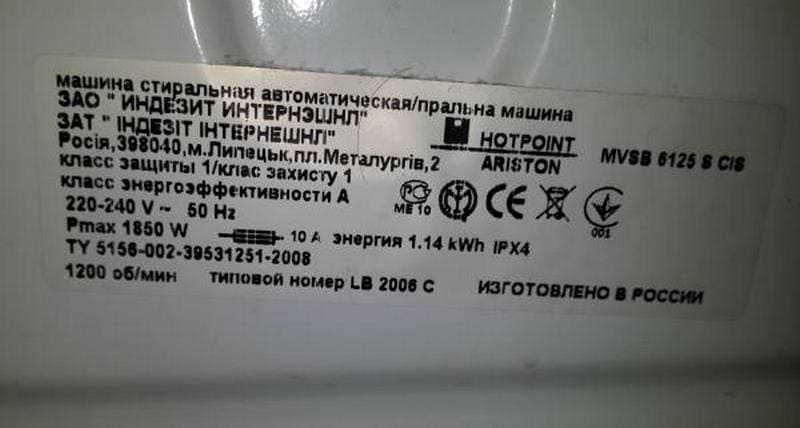 машина стиральная автоматическая/пральна машина
ЗАО " ИНДЕЗИТ ИНТЕРНЭШНЛ"
ЗАТ " ІНДЕЗІТ ІНТЕРНЕШНЛ"
HOTPOINT
ARISTON
MVSB 6125 S CIS
Росія,398040,м.Липецьк,пл.Металургів,2
класс защиты 1/клас захисту 1
класс энергоэффективности А
220-240 V ~ 50 Hz
ME 10
CE
001
Pmax 1850 W 10 A энергия 1.14 kWh IPX4
ТУ 5156-002-39531251-2008
1200 об/мин типовой номер LB 2006 C ИЗГОТОВЛЕНО В РОССИИ